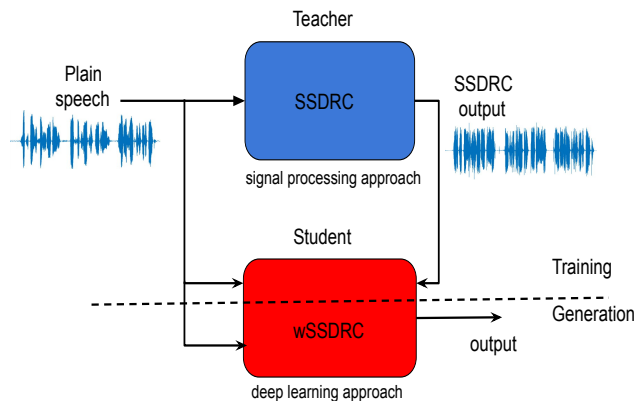 Teacher
Plain
speech
SSDRC
SSDRC
output
signal processing approach
Student
Training
wSSDRC
Generation
output
deep learning approach